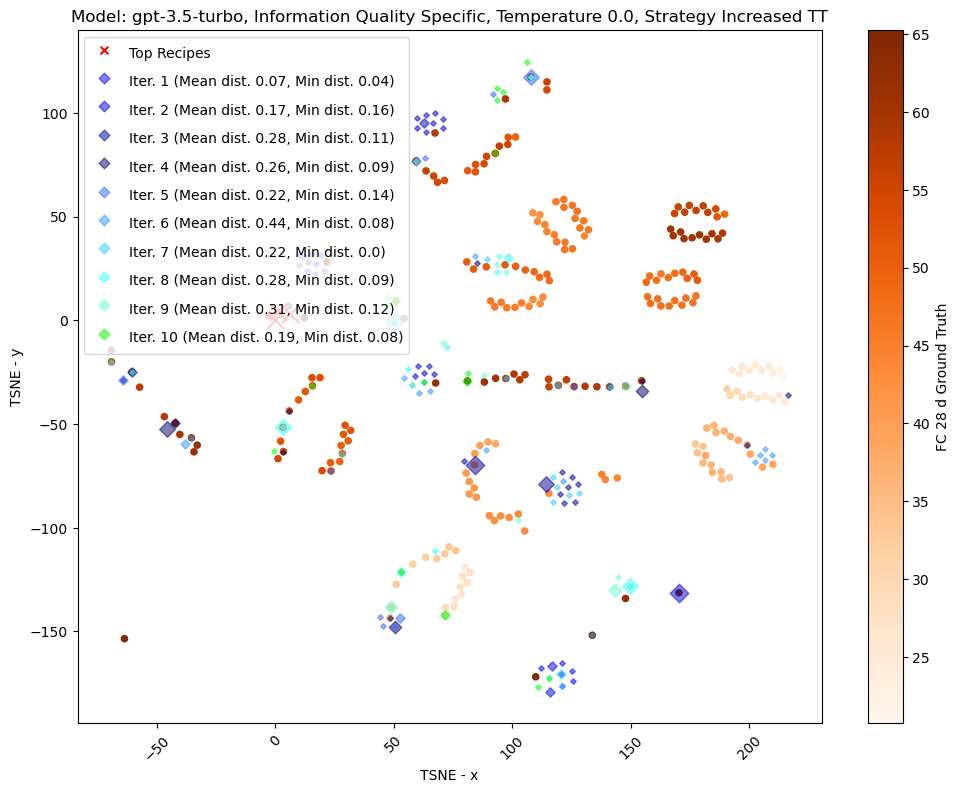 Model: gpt-3.5-turbo, Information Quality Specific, Temperature 0.0, Strategy Increased TT
Top Recipes
Iter. 1 (Mean dist. 0.07, Min dist. 0.04)
Iter. 2 (Mean dist. 0.17, Min dist. 0.16)
Iter. 3 (Mean dist. 0.28, Min dist. 0.11)
Iter. 4 (Mean dist. 0.26, Min dist. 0.09)
Iter. 5 (Mean dist. 0.22, Min dist. 0.14)
Iter. 6 (Mean dist. 0.44, Min dist. 0.08)
Iter. 7 (Mean dist. 0.22, Min dist. 0.0)
Iter. 8 (Mean dist. 0.28, Min dist. 0.09)
Iter. 9 (Mean dist. 0.31, Min dist. 0.12)
Iter. 10 (Mean dist. 0.19, Min dist. 0.08)
TSNE - y
100
50
0
−50
−100
−150
−50
0
50
100
150
200
TSNE - x
65
60
55
50
45
40
35
30
25
FC 28 d Ground Truth